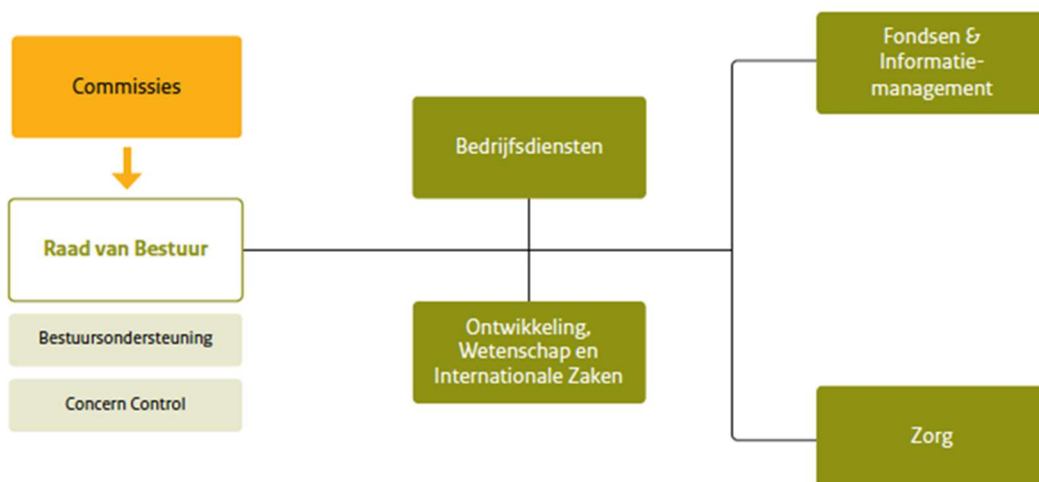 Commissies
Raad van Bestuur
Bestuursondersteuning
Concern Control
Bedrijfsdiensten
Ontwikkeling,
Wetenschap en
Internationale Zaken
Fondsen &
Informatie-
management
Zorg